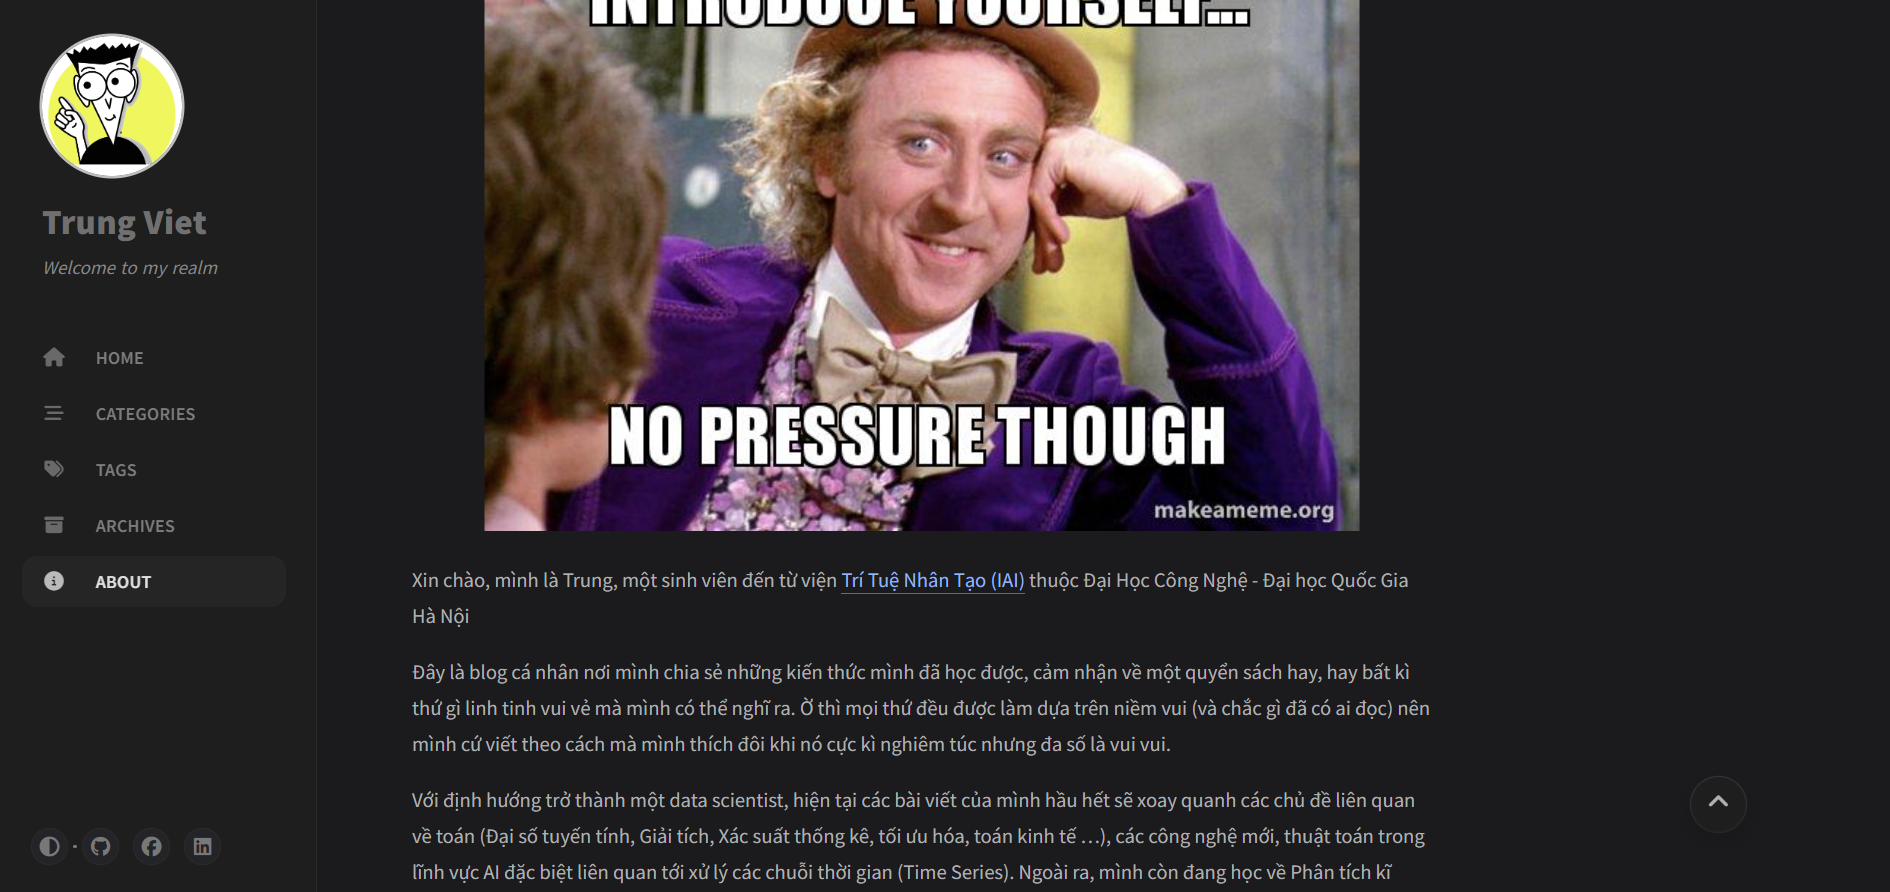 Trung Viet
Welcome to my realm
HOME
CATEGORIES
TAGS
ARCHIVES
ABOUT
INTRODUCE YOURSELF...
NO PRESSURE THOUGH
makeameme.org
Xin chào, mình là Trung, một sinh viên đến từ viện Trí Tuệ Nhân Tạo (IAI) thuộc Đại Học Công Nghệ - Đại học Quốc Gia
Hà Nội
Đây là blog cá nhân nơi mình chia sẻ những kiến thức mình đã học được, cảm nhận về một quyển sách hay, hay bất kì
thứ gì linh tinh vui vẻ mà mình có thể nghĩ ra. Ờ thì mọi thứ đều được làm dựa trên niềm vui (và chắc gì đã có ai đọc) nên
mình cứ viết theo cách mà mình thích đôi khi nó cực kì nghiêm túc nhưng đa số là vui vui.
Với định hướng trở thành một data scientist, hiện tại các bài viết của mình hầu hết sẽ xoay quanh các chủ đề liên quan
về toán (Đại số tuyến tính, Giải tích, Xác suất thống kê, tối ưu hóa, toán kinh tế …), các công nghệ mới, thuật toán trong
lĩnh vực AI đặc biệt liên quan tới xử lý các chuỗi thời gian (Time Series). Ngoài ra, mình còn đang học về Phân tích kĩ